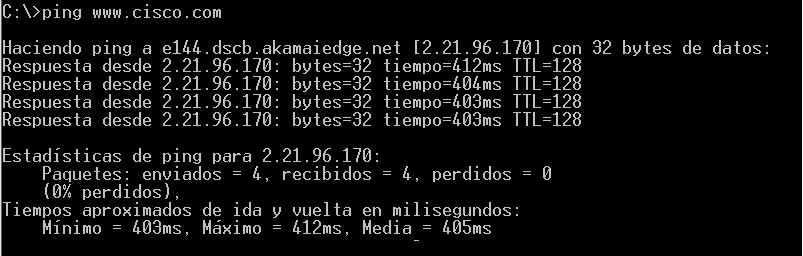 C:\>ping www.cisco.com
Haciendo ping a e144.dscb.akamaiedge.net [2.21.96.170] con 32 bytes de datos:
Respuesta desde 2.21.96.170: bytes=32 tiempo=412ms TTL=128
Respuesta desde 2.21.96.170: bytes=32 tiempo=404ms TTL=128
Respuesta desde 2.21.96.170: bytes=32 tiempo=403ms TTL=128
Respuesta desde 2.21.96.170: bytes=32 tiempo=403ms TTL=128
Estadísticas de ping para 2.21.96.170:
Paquetes: enviados = 4, recibidos = 4, perdidos = 0
(0% perdidos),
Tiempos aproximados de ida y vuelta en milisegundos:
Mínimo = 403ms, Máximo = 412ms, Media = 405ms